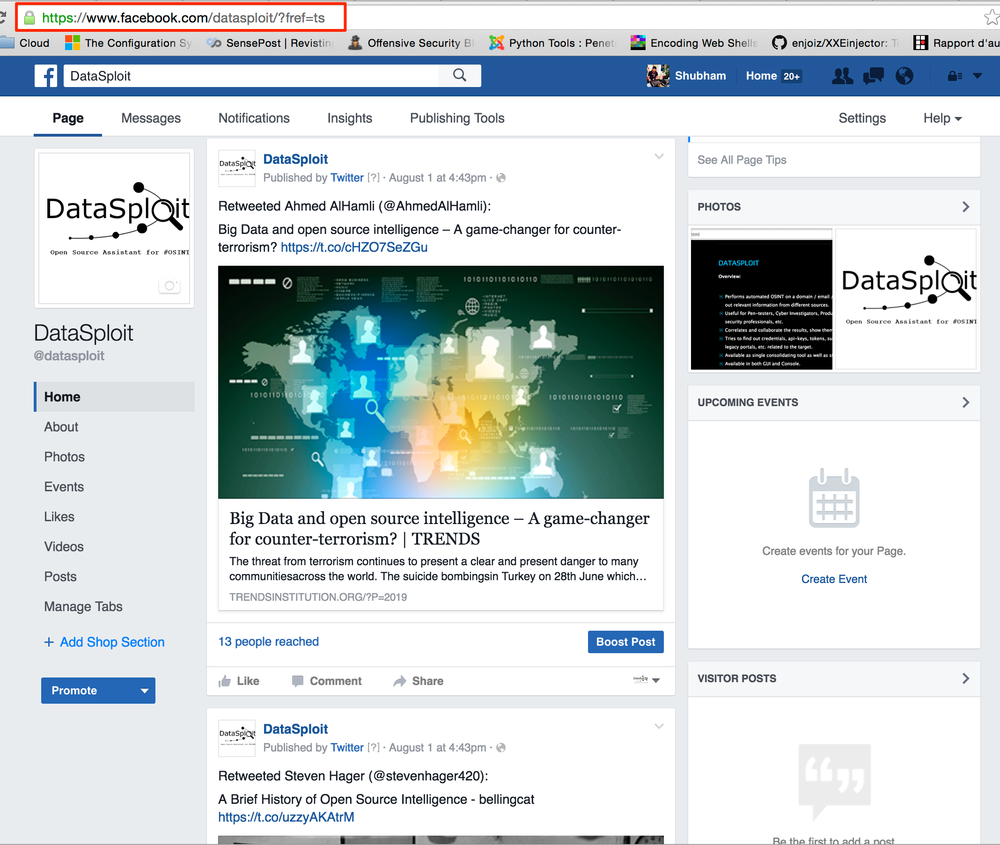 https://www.facebook.com/datasploit/?fref=ts
Cloud
The Configuration Sy
SensePost | Revisting
Offensive Security Bl
Python Tools : Penet
Encoding Web Shells
enjoiz/XXEinjector: To
Rapport d'au
DataSploit
Shubham
Home 20+
Page
Messages
Notifications
Insights
Publishing Tools
Settings
Help
DataSploit
Open Source Assistant for #OSINT
DataSploit
@datasploit
Home
About
Photos
Events
Likes
Videos
Posts
Manage Tabs
+ Add Shop Section
Promote
DataSploit
DataSploit
Published by Twitter [?] · August 1 at 4:43pm ·
Retweeted Ahmed AlHamli (@AhmedAlHamli):
Big Data and open source intelligence – A game-changer for counter-
terrorism? https://t.co/cHZO7SeZGu
Big Data and open source intelligence – A game-changer
for counter-terrorism? | TRENDS
The threat from terrorism continues to present a clear and present danger to many
communitiesacross the world. The suicide bombingsin Turkey on 28th June which...
TRENDSINSTITUTION.ORG/?P=2019
13 people reached
Boost Post
Like
Comment
Share
DataSploit
DataSploit
DataSploit
Published by Twitter [?] · August 1 at 4:43pm ·
Retweeted Steven Hager (@stevenhager420):
A Brief History of Open Source Intelligence - bellingcat
https://t.co/uzzyAKAtrM
See All Page Tips
PHOTOS
html
DATASPLOIT
Overview:
Performs automated OSINT on a domain / email /
out relevant information from different sources.
Useful for Pen-testers, Cyber Investigators, Produ
security professionals, etc.
Correlates and collaborate the results, show them
Tries to find out credentials, api-keys, tokens, su
legacy portals, etc. related to the target.
Available as single consolidating tool as well as st
Available in both GUI and Console.
DataSploit
Open Source Assistant for #OSINT
UPCOMING EVENTS
Create events for your Page.
Create Event
VISITOR POSTS
Be the first to add a post.